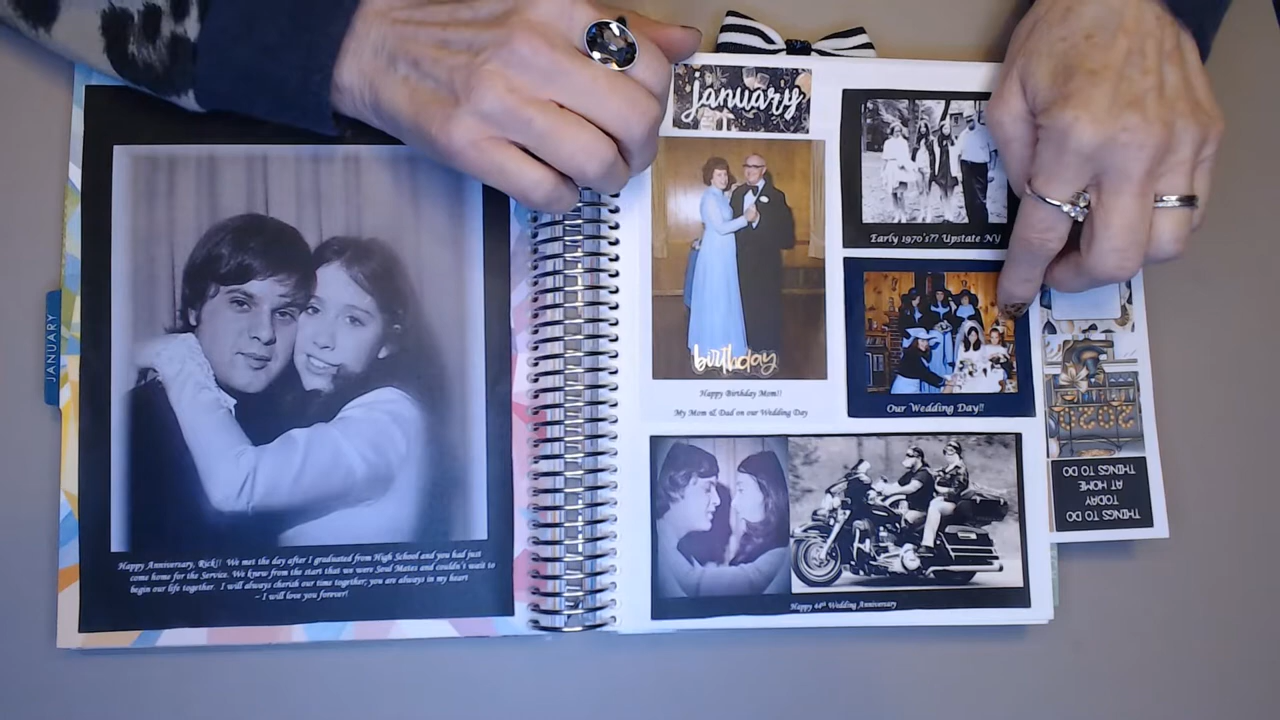 JANUARY
Happy Anniversary, Rick!! We met the day after I graduated from High School and you had just
come home for the Service. We knew from the start that we were Soul Mates and couldn't wait to
begin our life together. I will always cherish our time together; you are always in my heart
~ I will love you forever!
january
birthday
Happy Birthday Mom!!
My Mom & Dad on our Wedding Day
Early 1970's?? Upstate NY
Our Wedding Day!!
Happy 44th Wedding Anniversary
THINGS TO DO
AT HOME
TODAY
THINGS TO DO